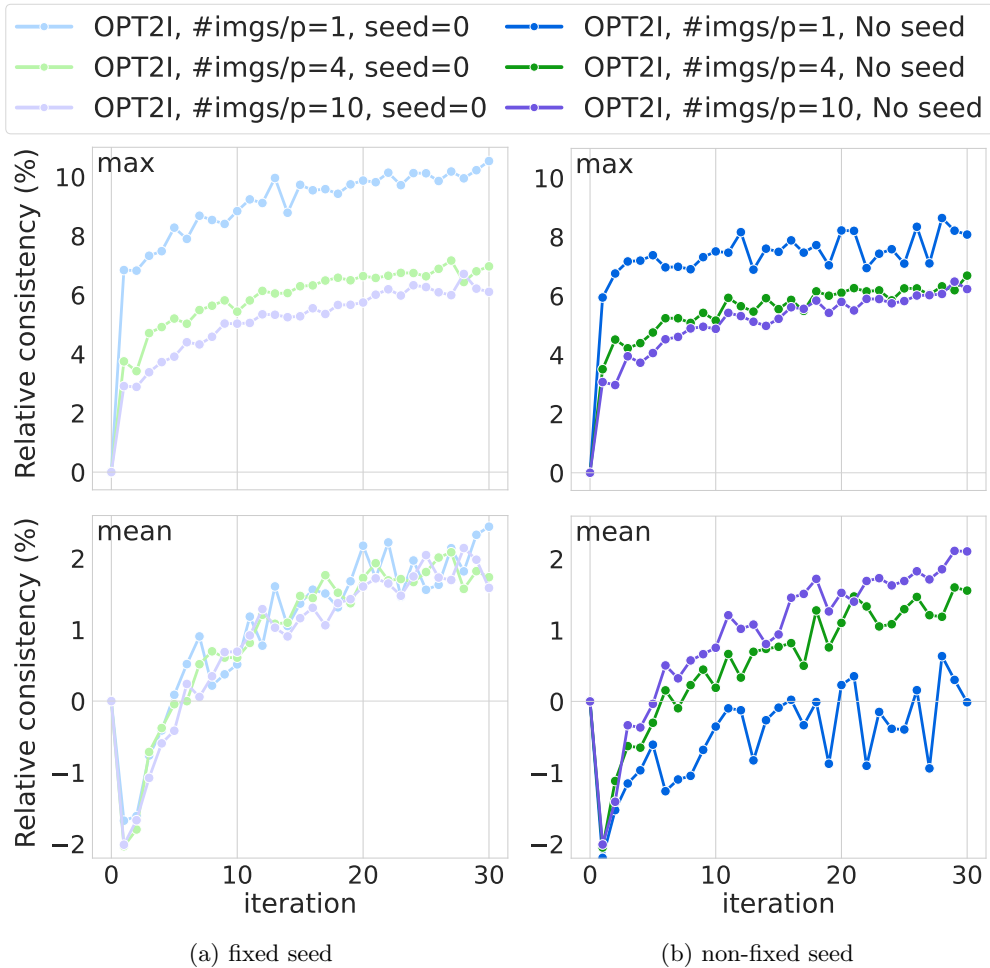 OPT2I, #imgs/p=1, seed=0 OPT2I, #imgs/p=1, No seed
OPT2I, #imgs/p=4, seed=0 OPT2I, #imgs/p=4, No seed
OPT2I, #imgs/p=10, seed=0 OPT2I, #imgs/p=10, No seed
Relative consistency (%)
max
10
8
6
4
2
0
max
10
8
6
4
2
0
Relative consistency (%)
mean
2
1
0
−1
−2
0 10 20 30
iteration
mean
2
1
0
−1
−2
0 10 20 30
iteration
(a) fixed seed
(b) non-fixed seed